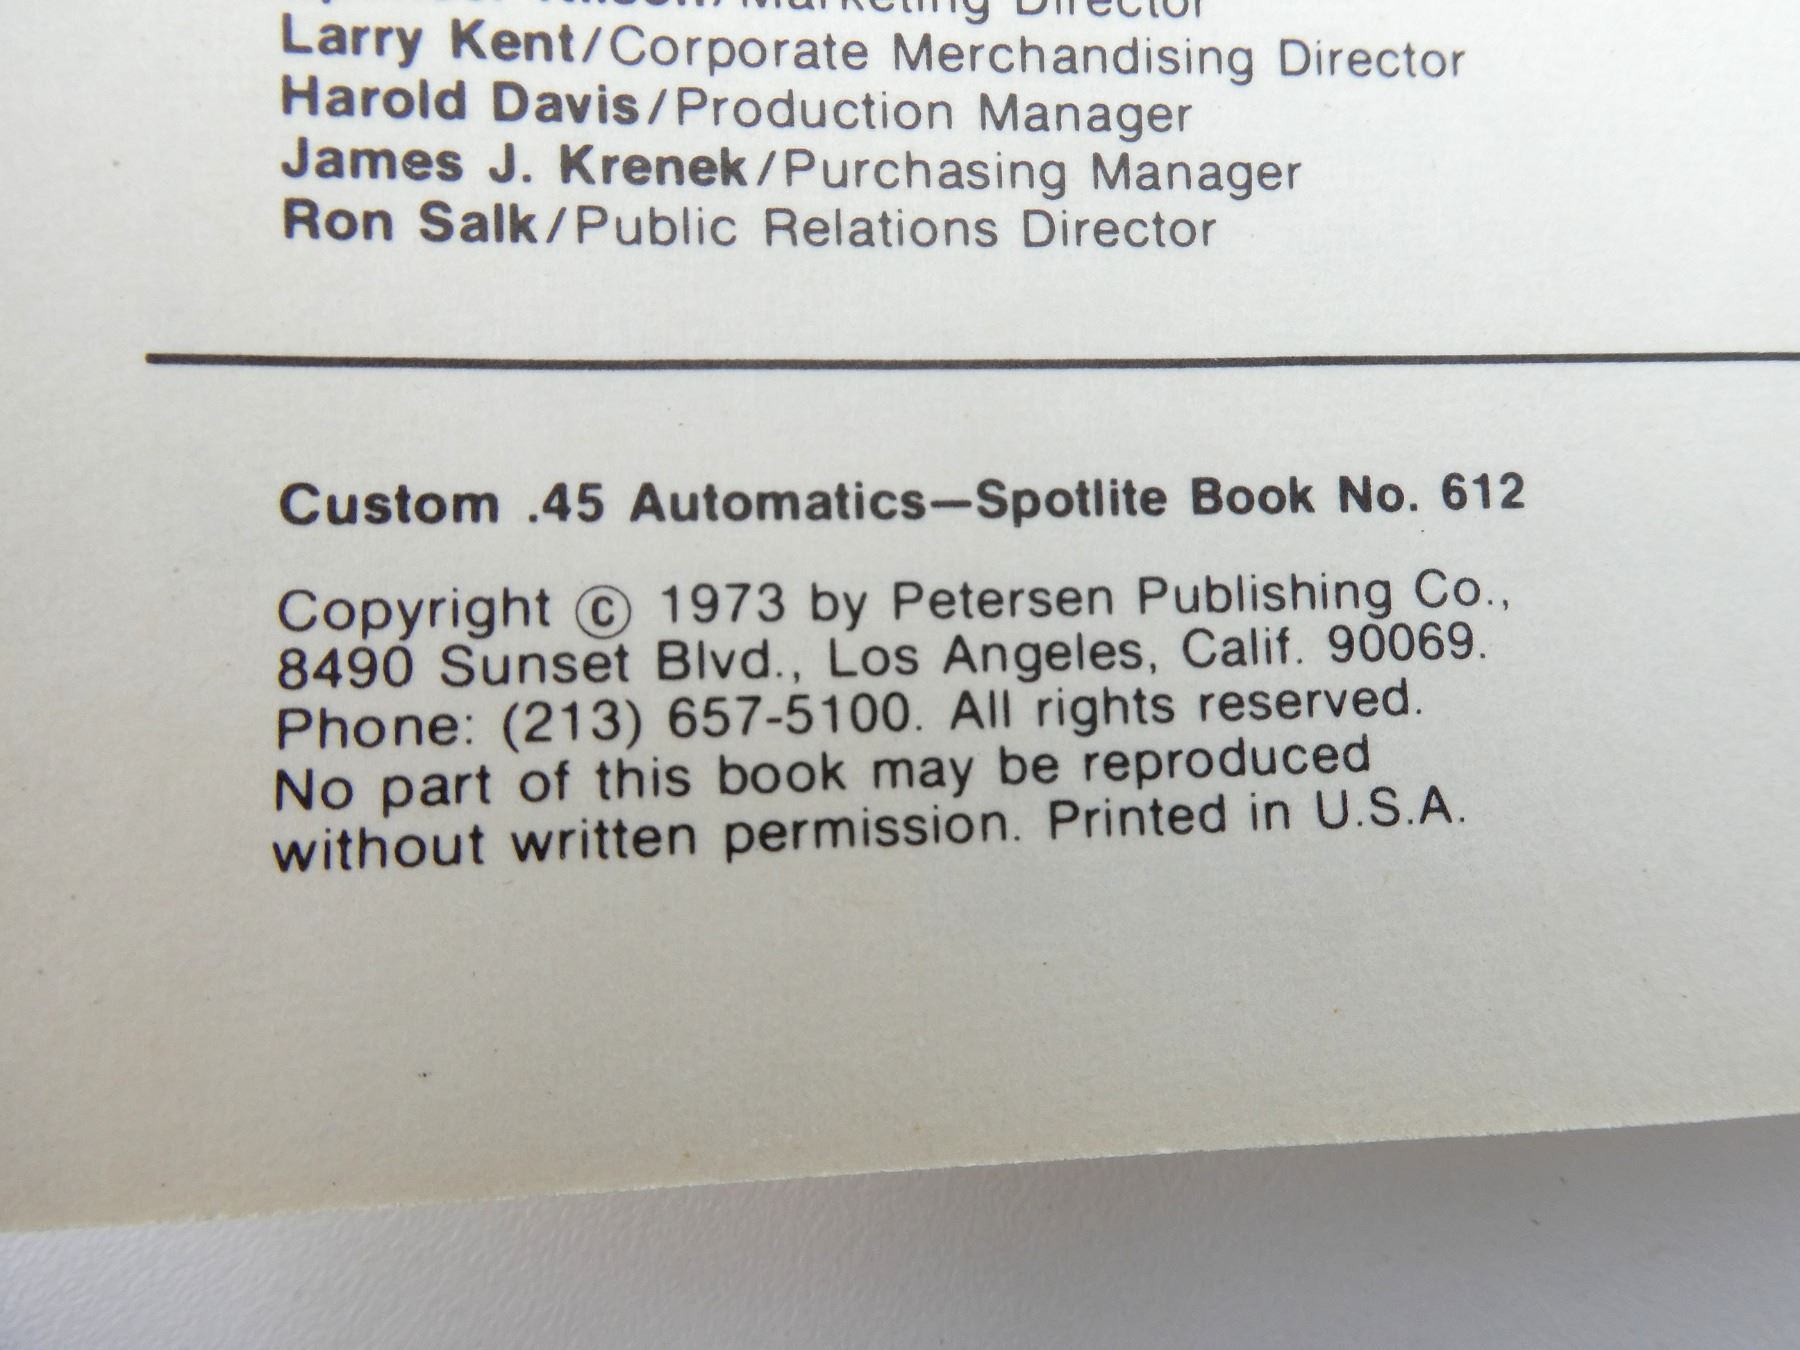 Marketing Director
Larry Kent/Corporate Merchandising Director
Harold Davis/Production Manager
James J. Krenek/Purchasing Manager
Ron Salk/Public Relations Director
Custom .45 Automatics—Spotlite Book No. 612
Copyright © 1973 by Petersen Publishing Co.,
8490 Sunset Blvd., Los Angeles, Calif. 90069.
Phone: (213) 657-5100. All rights reserved.
No part of this book may be reproduced
without written permission. Printed in U.S.A.